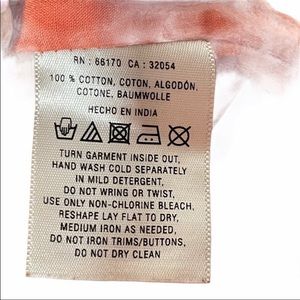 RN : 66170 CA : 32054
100 % COTTON, COTON, ALGODÓN,
COTONE, BAUMWOLLE
HECHO EN INDIA
TURN GARMENT INSIDE OUT,
HAND WASH COLD SEPARATELY
IN MILD DETERGENT,
DO NOT WRING OR TWIST,
USE ONLY NON-CHLORINE BLEACH,
RESHAPE LAY FLAT TO DRY,
MEDIUM IRON AS NEEDED,
DO NOT IRON TRIMS/BUTTONS,
DO NOT DRY CLEAN